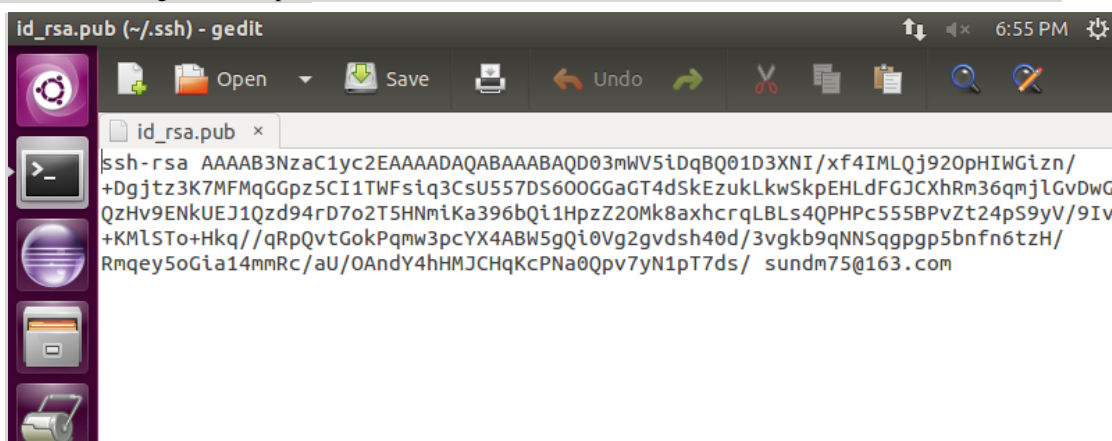 id_rsa.pub (~/.ssh) - gedit 6:55 PM
Open Save Undo
id_rsa.pub ×
ssh-rsa AAAAB3NzaC1yc2EAAAADAQABAAABAQD03mWV5iDqBQ01D3XNI/xf4IMLQj92OpHIWGizn/
+Dgjtz3K7MFMqGGpz5CI1TWFsiq3CsU557DS6OOGGaGT4dSkEzukLkwSkpEHLdFGJCXhRm36qmjlGvDwG
QzHv9ENkUEJ1Qzd94rD7o2T5HNmiKa396bQi1HpzZ2OMk8axhcrqLBLs4QPHPc555BPvZt24pS9yV/9Iv
+KMlSTo+Hkq//qRpQvtGokPqmw3pcYX4ABW5gQi0Vg2gvdsh40d/3vgkb9qNNSqgpgp5bnfn6tzH/
Rmqey5oGia14mmRc/aU/OAndY4hHMJCHqKcPNa0Qpv7yN1pT7ds/ sundm75@163.com